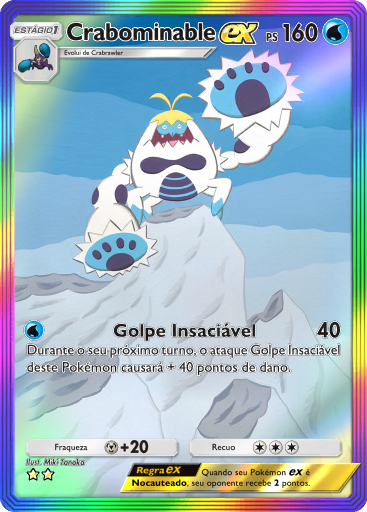 ESTÁGIO 1
Crabominable ex PS 160
Evolui de Crabrawler
Golpe Insaciável 40
Durante o seu próximo turno, o ataque Golpe Insaciável
deste Pokémon causará + 40 pontos de dano.
Fraqueza +20 Recuo
Ilust. Miki Tanaka
Regra ex Quando seu Pokémon ex é
Nocauteado, seu oponente recebe 2 pontos.